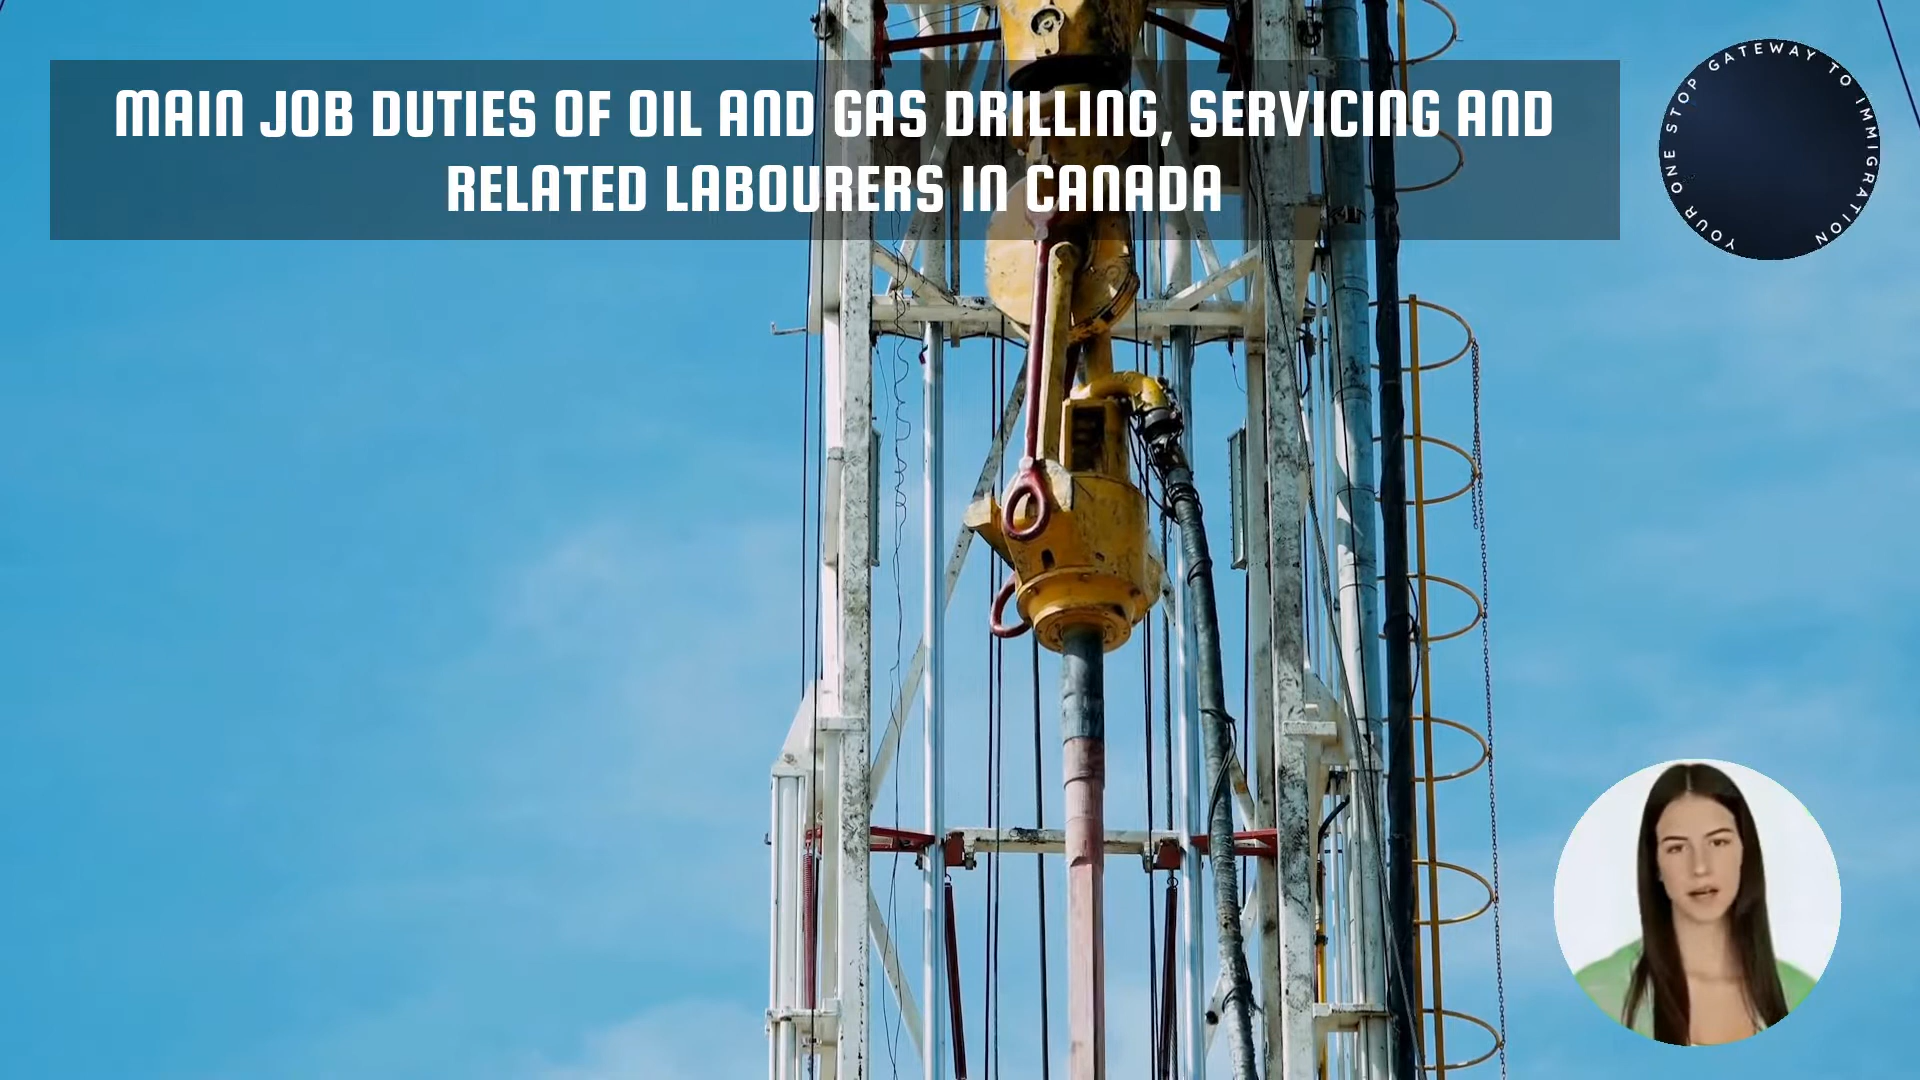 MAIN JOB DUTIES OF OIL AND GAS DRILLING, SERVICING AND
RELATED LABOURERS IN CANADA
YOUR ONE STOP GATEWAY TO IMMIGRATION